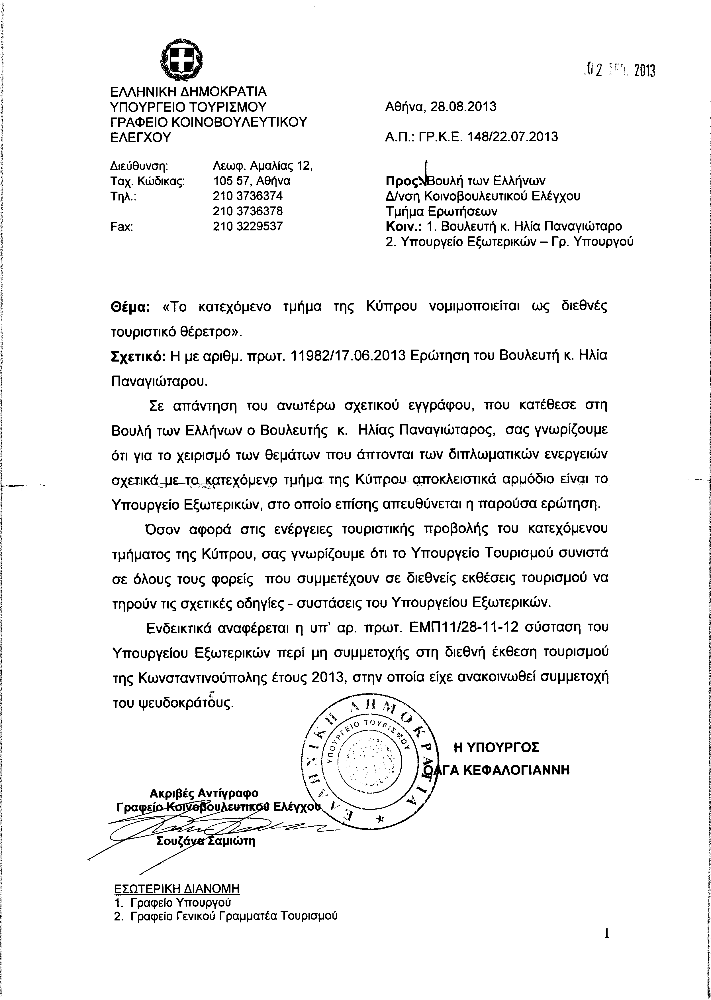 .02 ΣΕΠ. 2013
ΕΛΛΗΝΙΚΗ ΔΗΜΟΚΡΑΤΙΑ
ΥΠΟΥΡΓΕΙΟ ΤΟΥΡΙΣΜΟΥ
ΓΡΑΦΕΙΟ ΚΟΙΝΟΒΟΥΛΕΥΤΙΚΟΥ
ΕΛΕΓΧΟΥ
Αθήνα, 28.08.2013
Α.Π.: ΓΡ.Κ.Ε. 148/22.07.2013
Διεύθυνση: Λεωφ. Αμαλίας 12,
Ταχ. Κώδικας: 105 57, Αθήνα
Τηλ.: 210 3736374
210 3736378
Fax: 210 3229537
Προς: Βουλή των Ελλήνων
Δ/νση Κοινοβουλευτικού Ελέγχου
Τμήμα Ερωτήσεων
Κοιν.: 1. Βουλευτή κ. Ηλία Παναγιώταρο
2. Υπουργείο Εξωτερικών – Γρ. Υπουργού
Θέμα: «Το κατεχόμενο τμήμα της Κύπρου νομιμοποιείται ως διεθνές
τουριστικό θέρετρο».
Σχετικό: Η με αριθμ. πρωτ. 11982/17.06.2013 Ερώτηση του Βουλευτή κ. Ηλία
Παναγιώταρου.
Σε απάντηση του ανωτέρω σχετικού εγγράφου, που κατέθεσε στη
Βουλή των Ελλήνων ο Βουλευτής κ. Ηλίας Παναγιώταρος, σας γνωρίζουμε
ότι για το χειρισμό των θεμάτων που άπτονται των διπλωματικών ενεργειών
σχετικά με το κατεχόμενο τμήμα της Κύπρου αποκλειστικά αρμόδιο είναι το
Υπουργείο Εξωτερικών, στο οποίο επίσης απευθύνεται η παρούσα ερώτηση.
Όσον αφορά στις ενέργειες τουριστικής προβολής του κατεχόμενου
τμήματος της Κύπρου, σας γνωρίζουμε ότι το Υπουργείο Τουρισμού συνιστά
σε όλους τους φορείς που συμμετέχουν σε διεθνείς εκθέσεις τουρισμού να
τηρούν τις σχετικές οδηγίες - συστάσεις του Υπουργείου Εξωτερικών.
Ενδεικτικά αναφέρεται η υπ’ αρ. πρωτ. ΕΜΠ11/28-11-12 σύσταση του
Υπουργείου Εξωτερικών περί μη συμμετοχής στη διεθνή έκθεση τουρισμού
της Κωνσταντινούπολης έτους 2013, στην οποία είχε ανακοινωθεί συμμετοχή
του ψευδοκράτους.
ΕΛΛΗΝΙΚΗ ΔΗΜΟΚΡΑΤΙΑ
ΥΠΟΥΡΓΕΙΟ ΤΟΥΡΙΣΜΟΥ
Η ΥΠΟΥΡΓΟΣ
ΟΛΓΑ ΚΕΦΑΛΟΓΙΑΝΝΗ
Ακριβές Αντίγραφο
Γραφείο Κοινοβουλευτικού Ελέγχου
Σουζάνα Σαμιώτη
ΕΣΩΤΕΡΙΚΗ ΔΙΑΝΟΜΗ
1. Γραφείο Υπουργού
2. Γραφείο Γενικού Γραμματέα Τουρισμού
1